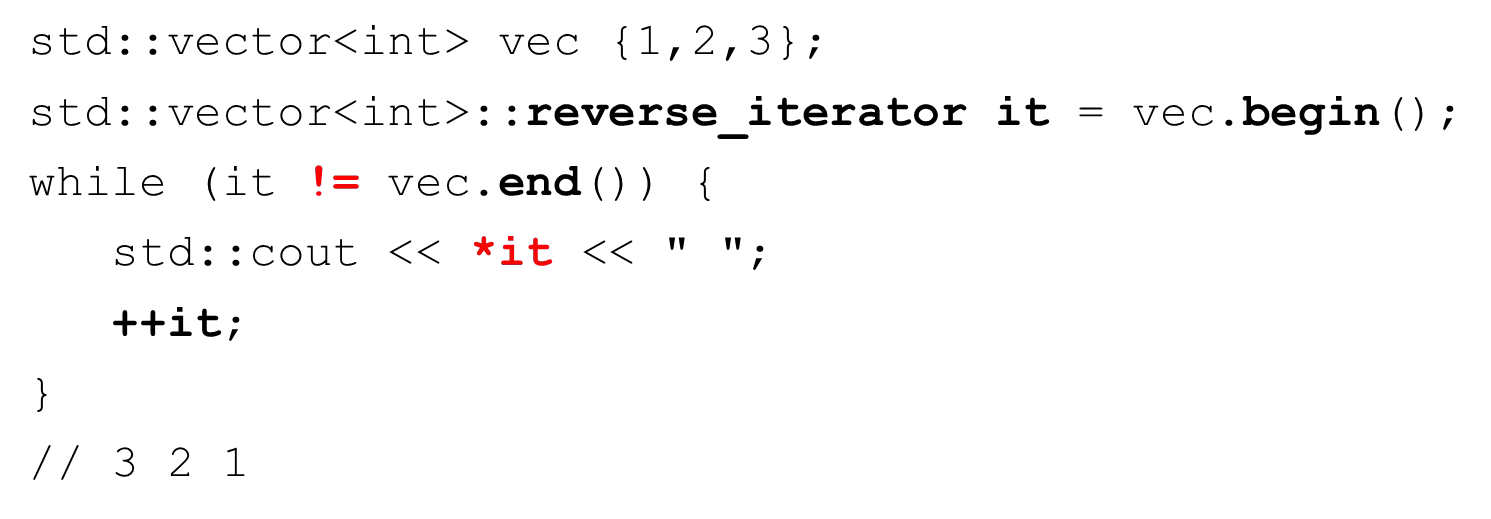 std::vector<int> vec {1,2,3};
std::vector<int>::reverse_iterator it = vec.begin();
while (it != vec.end()) {
   std::cout << *it << " ";
   ++it;
}
// 3 2 1